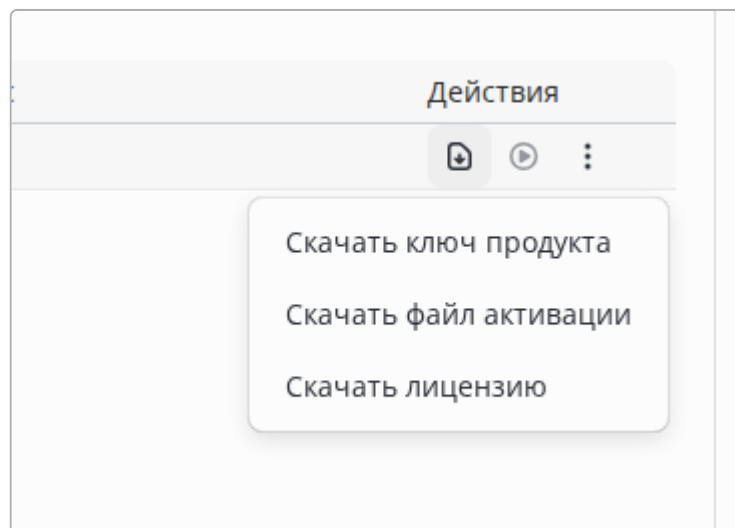 Действия
Скачать ключ продукта
Скачать файл активации
Скачать лицензию